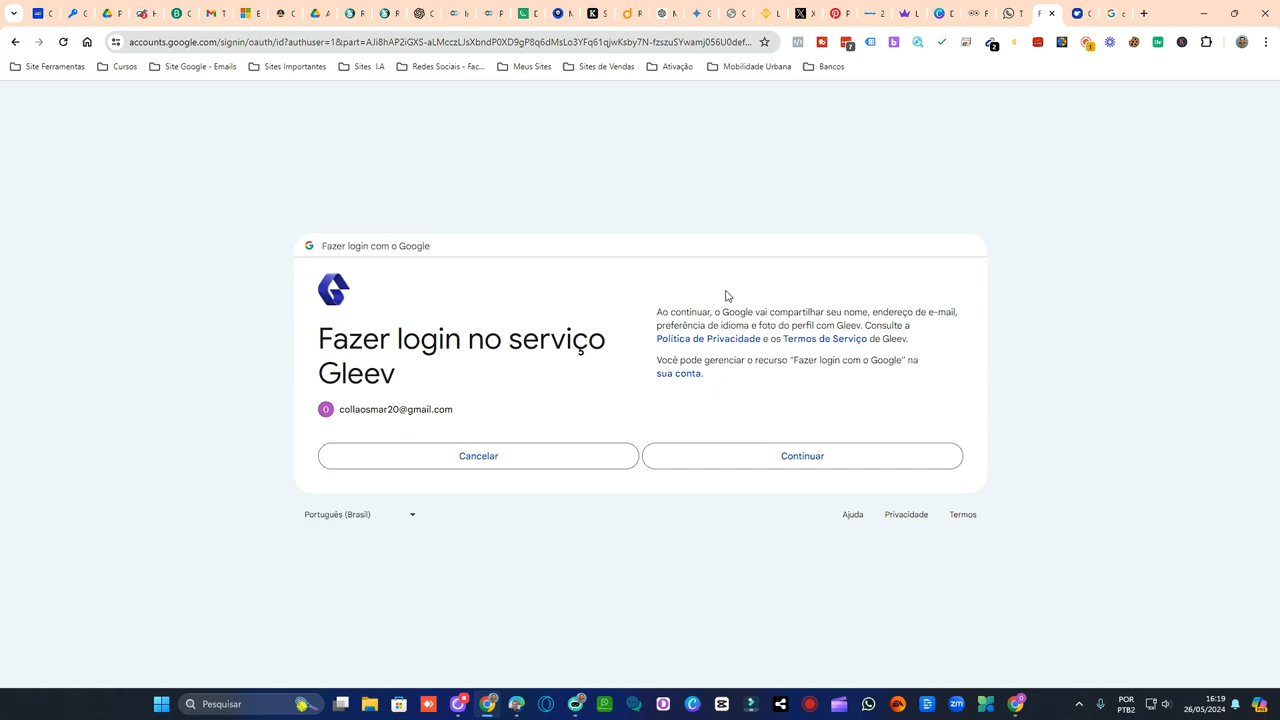 accounts.google.com/signin/oauth/id?authuser=1&part=AJi8hAP2iGXS-aLMcczLJsXbndP0XD9gP8q6dMsLo3YFq61qjwKsby7N-fzszuSYwamj056U0def...
Site Ferramentas
Cursos
Site Google - Emails
Sites Importantes
Sites I.A
Redes Sociais - Fac...
Meus Sites
Sites de Vendas
Ativação
Mobilidade Urbana
Bancos
Fazer login com o Google
Fazer login no serviço
Gleev
collaosmar20@gmail.com
Ao continuar, o Google vai compartilhar seu nome, endereço de e-mail,
preferência de idioma e foto do perfil com Gleev. Consulte a
Política de Privacidade e os Termos de Serviço de Gleev.
Você pode gerenciar o recurso "Fazer login com o Google" na
sua conta.
Cancelar
Continuar
Português (Brasil)
Ajuda
Privacidade
Termos
Pesquisar
POR
PTB2
16:19
26/05/2024